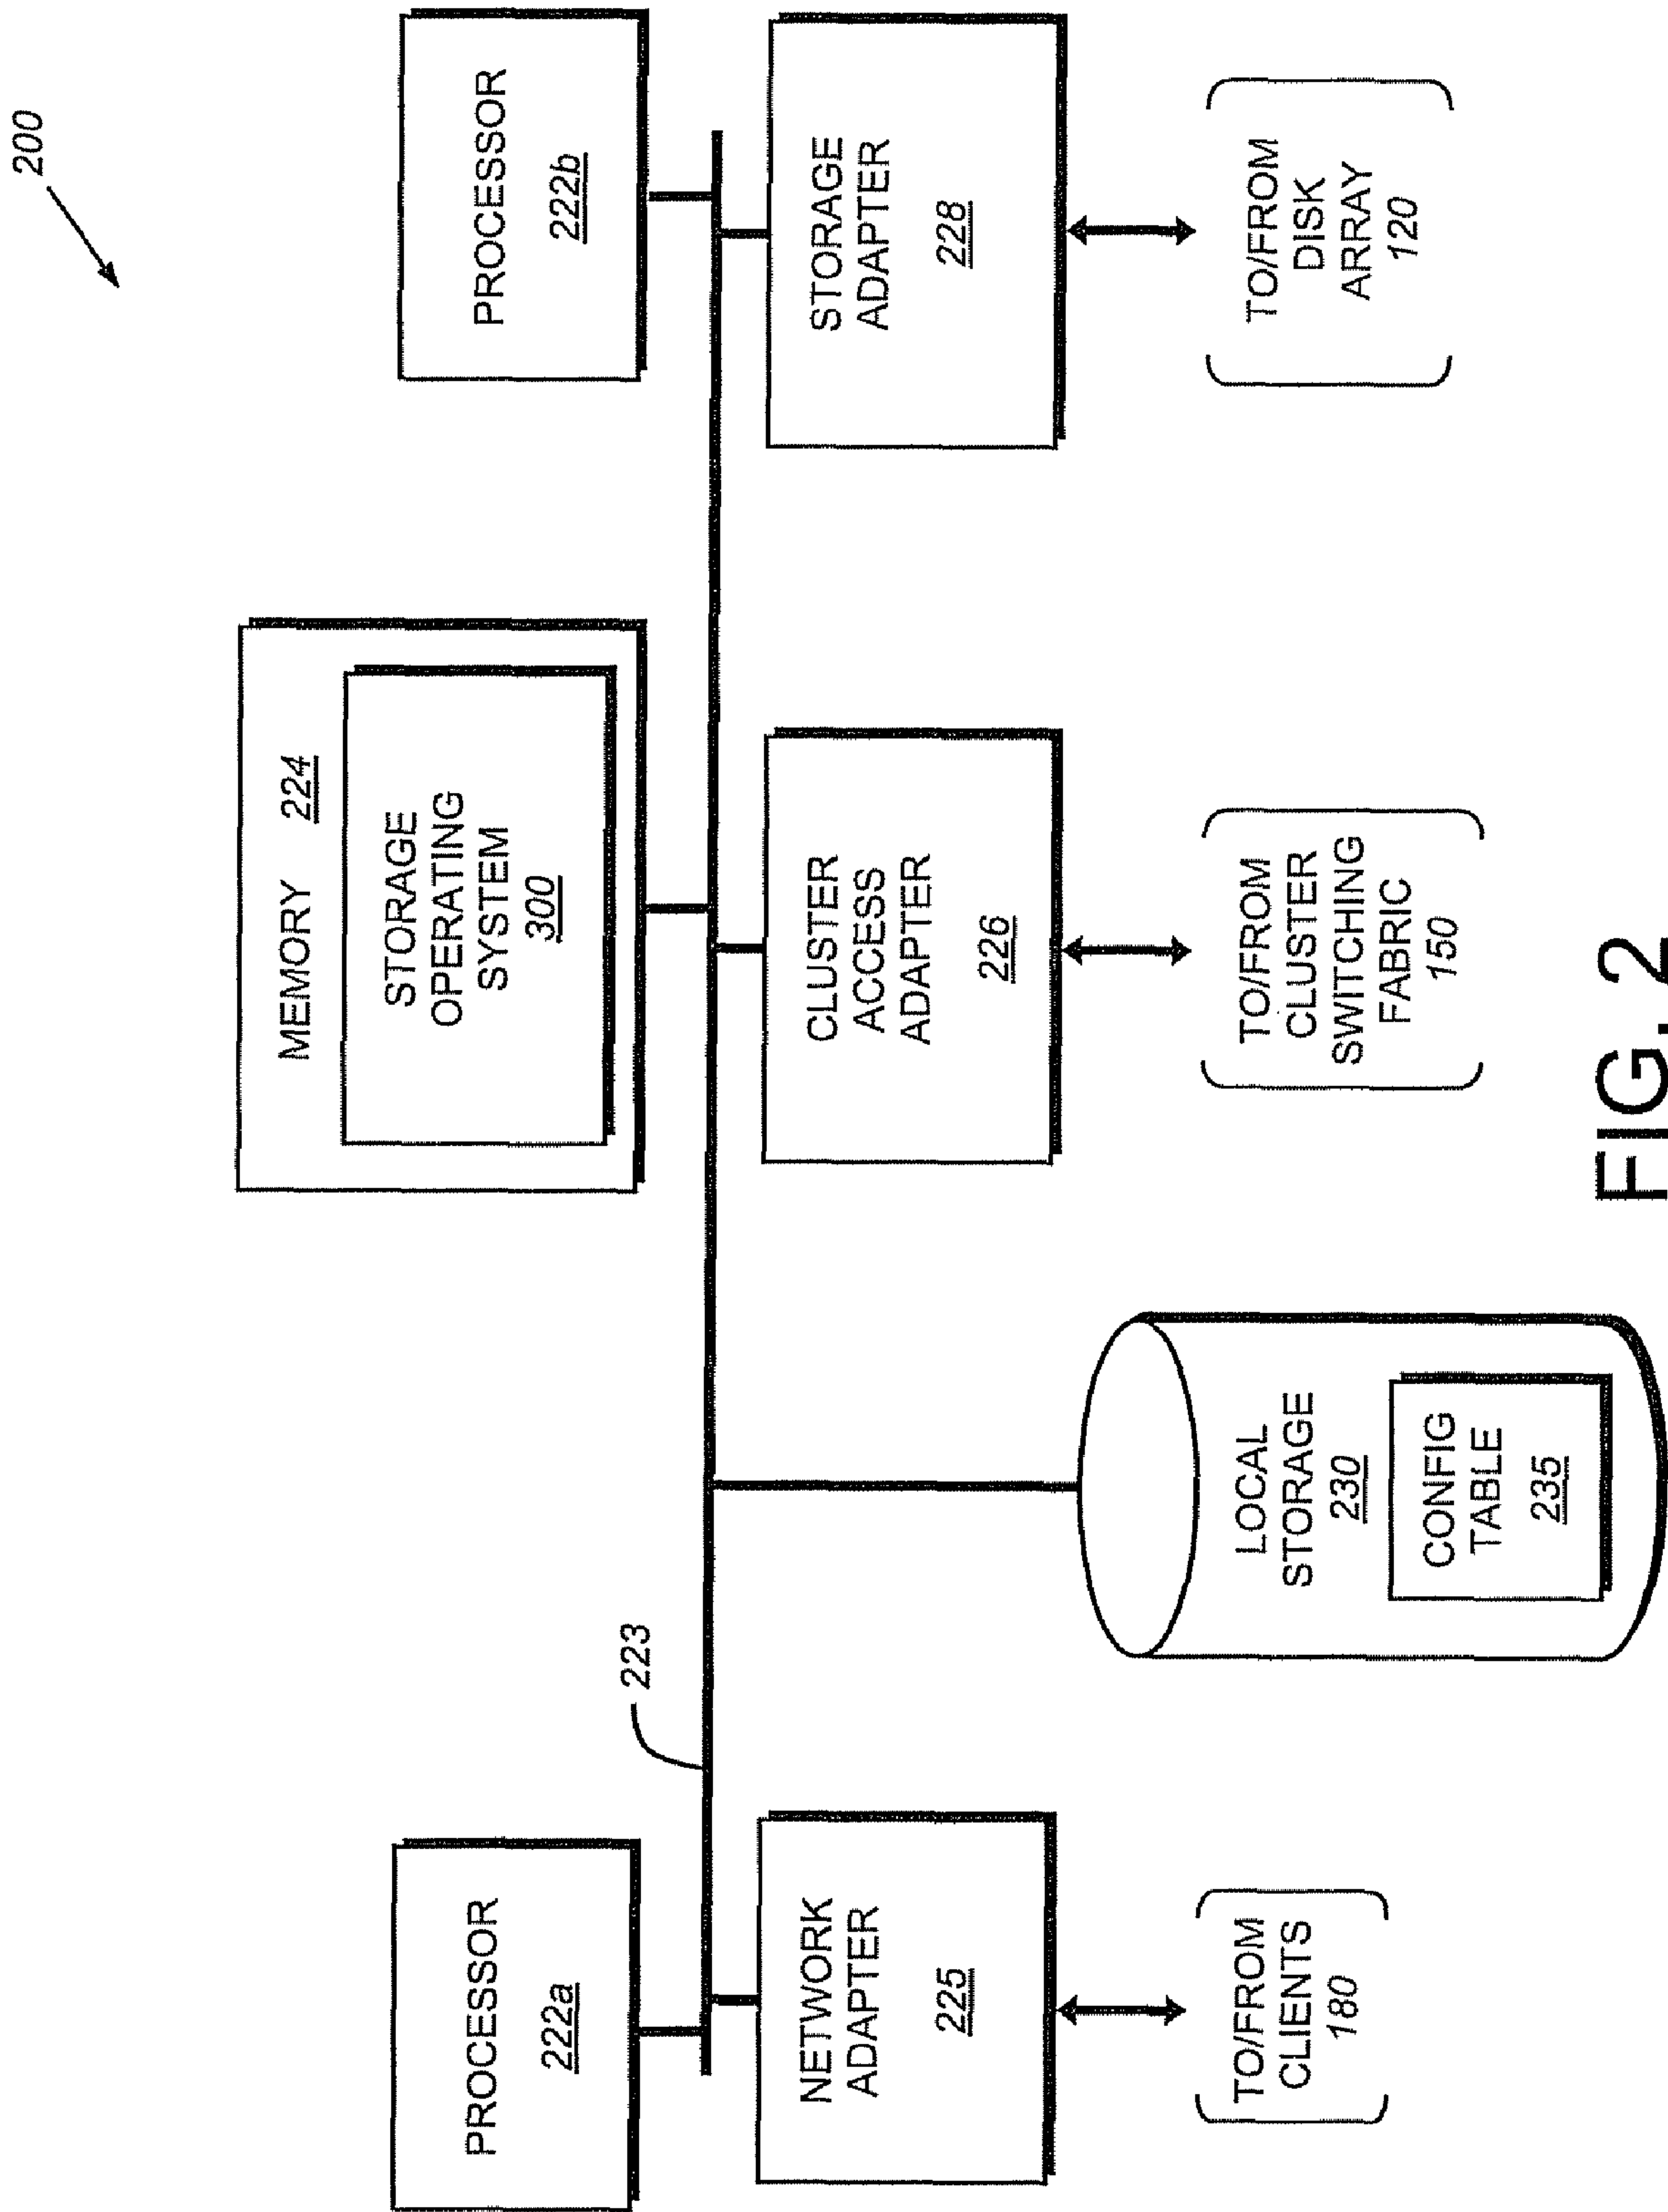 200
PROCESSOR
222a
223
MEMORY 224
STORAGE
OPERATING
SYSTEM
300
PROCESSOR
222b
NETWORK
ADAPTER
225
LOCAL
STORAGE
230
CONFIG
TABLE
235
CLUSTER
ACCESS
ADAPTER
226
STORAGE
ADAPTER
228
TO/FROM
CLIENTS
180
TO/FROM
CLUSTER
SWITCHING
FABRIC
150
TO/FROM
DISK
ARRAY
120
FIG. 2